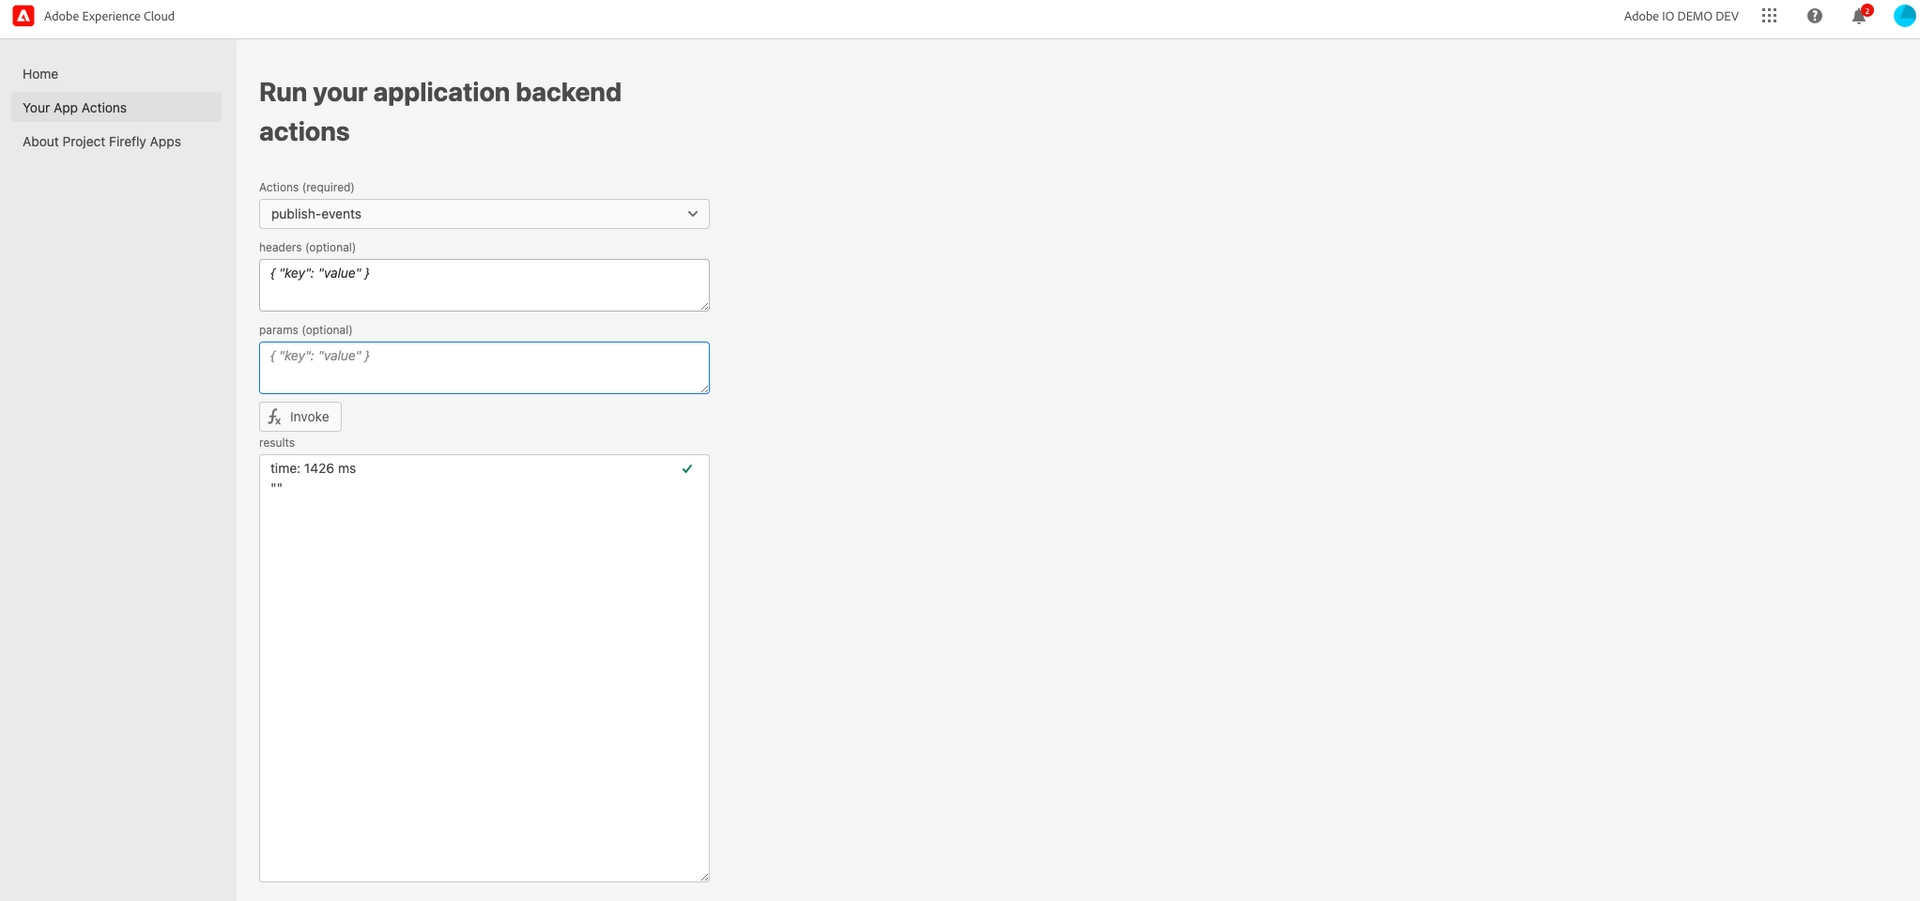 Adobe Experience Cloud
Adobe IO DEMO DEV
2
Home
Your App Actions
About Project Firefly Apps
Run your application backend
actions
Actions (required)
publish-events
headers (optional)
{ "key": "value" }
params (optional)
{ "key": "value" }
Invoke
results
time: 1426 ms
""